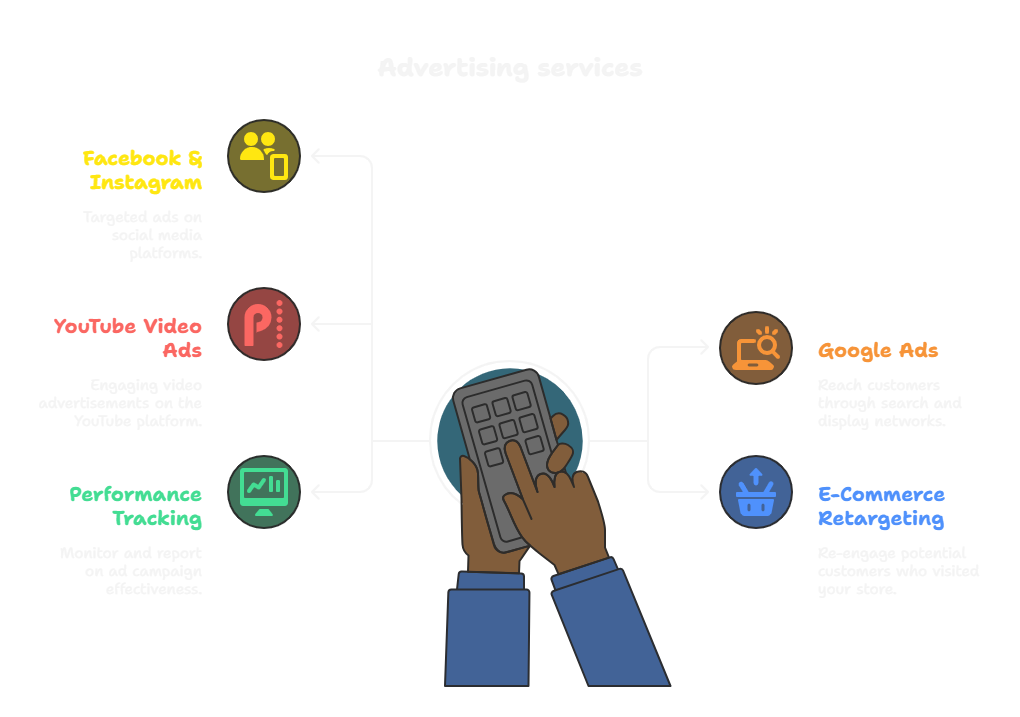 Advertising services
Facebook &
Instagram
Targeted ads on
social media
platforms.
YouTube Video
Ads
Engaging video
advertisements on the
YouTube platform.
Performance
Tracking
Monitor and report
on ad campaign
effectiveness.
Google Ads
Reach customers
through search and
display networks.
E-Commerce
Retargeting
Re-engage potential
customers who visited
your store.